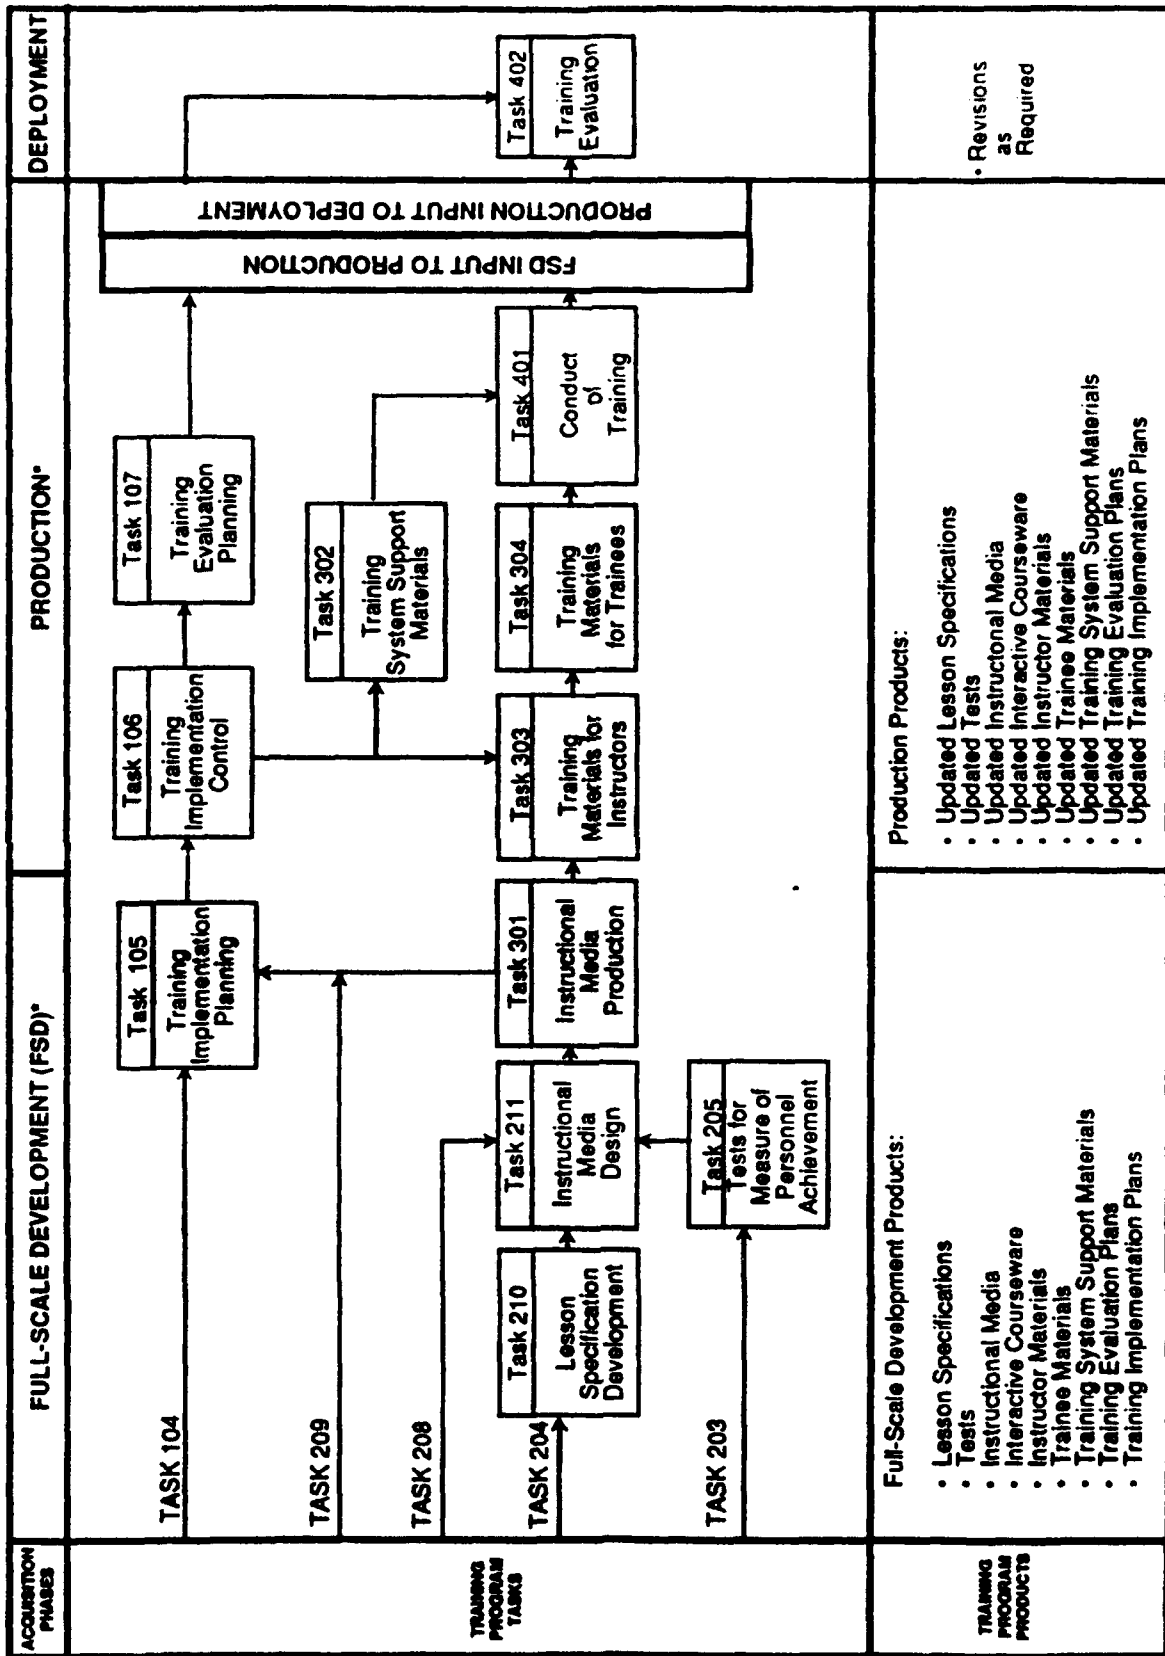 ACQUISITION
PHASES
FULL-SCALE DEVELOPMENT (FSD)*
PRODUCTION*
DEPLOYMENT
TRAINING
PROGRAM
TASKS
TASK 104
TASK 209
TASK 208
TASK 204
TASK 203
Task 105
Training
Implementation
Planning
Task 106
Training
Implementation
Control
Task 107
Training
Evaluation
Planning
Task 302
Training
System Support
Materials
Task 210
Lesson
Specification
Development
Task 211
Instructional
Media
Design
Task 301
Instructional
Media
Production
Task 303
Training
Materials for
Instructors
Task 304
Training
Materials
for Trainees
Task 401
Conduct
of
Training
Task 205
Tests for
Measure of
Personnel
Achievement
FSD INPUT TO PRODUCTION
PRODUCTION INPUT TO DEPLOYMENT
Task 402
Training
Evaluation
TRAINING
PROGRAM
PRODUCTS
Full-Scale Development Products:
• Lesson Specifications
• Tests
• Instructional Media
• Interactive Courseware
• Instructor Materials
• Trainee Materials
• Training System Support Materials
• Training Evaluation Plans
• Training Implementation Plans
Production Products:
• Updated Lesson Specifications
• Updated Tests
• Updated Instructonal Media
• Updated Interactive Courseware
• Updated Instructor Materials
• Updated Trainee Materials
• Updated Training System Support Materials
• Updated Training Evaluation Plans
• Updated Training Implementation Plans
• Revisions
as
Required